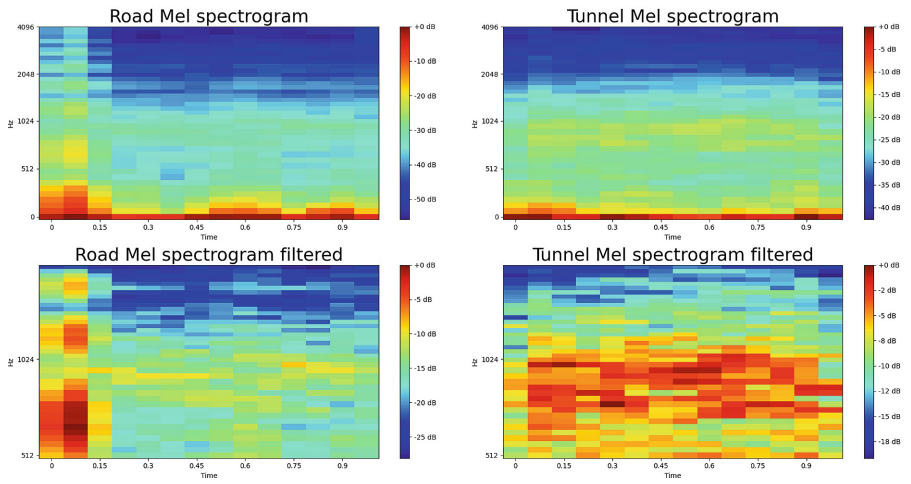 Road Mel spectrogram
4096
2048
1024
512
0
Hz
0 0.15 0.3 0.45 0.6 0.75 0.9
Time
+0 dB
-10 dB
-20 dB
-30 dB
-40 dB
-50 dB
Tunnel Mel spectrogram
4096
2048
1024
512
0
Hz
0 0.15 0.3 0.45 0.6 0.75 0.9
Time
+0 dB
-5 dB
-10 dB
-15 dB
-20 dB
-25 dB
-30 dB
-35 dB
-40 dB
Road Mel spectrogram filtered
1024
512
Hz
0 0.15 0.3 0.45 0.6 0.75 0.9
Time
+0 dB
-5 dB
-10 dB
-15 dB
-20 dB
-25 dB
Tunnel Mel spectrogram filtered
1024
512
Hz
0 0.15 0.3 0.45 0.6 0.75 0.9
Time
+0 dB
-2 dB
-5dB
-8 dB
-10 dB
-12 dB
-15 dB
-18 dB